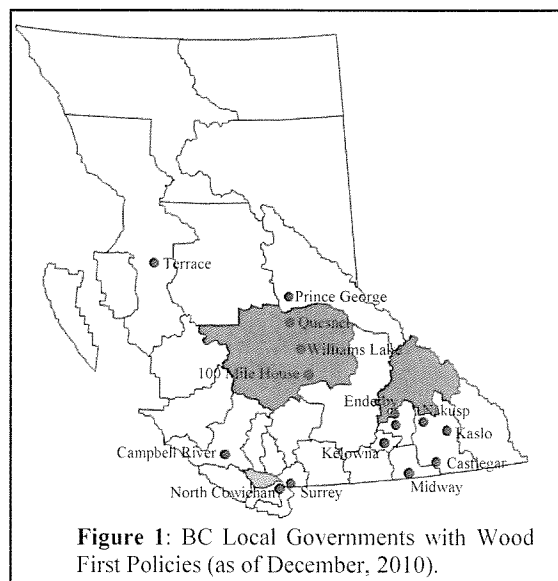 Terrace
Prince George
Quesnel
Williams Lake
100 Mile House
Enderby
Nakusp
Kaslo
Kelowna
Castlegar
Campbell River
Midway
North Cowichan
Surrey
Figure 1: BC Local Governments with Wood
First Policies (as of December, 2010).